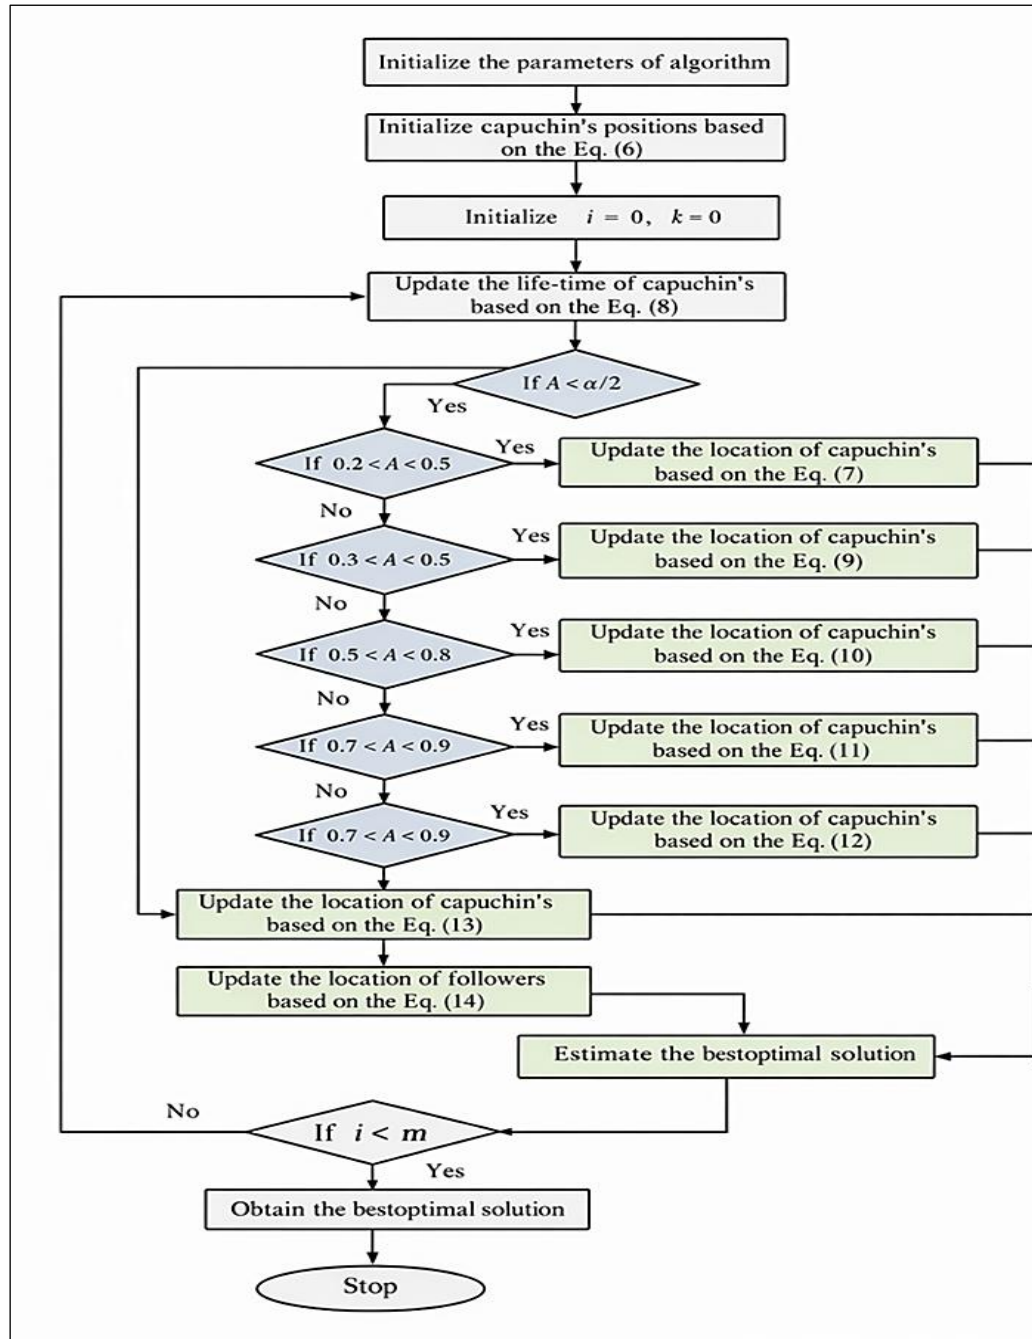 Initialize the parameters of algorithm
Initialize capuchin's positions based
on the Eq. (6)
Initialize i = 0, k = 0
Update the life-time of capuchin's
based on the Eq. (8)
If A < α/2
Yes
If 0.2 < A < 0.5
Yes
Update the location of capuchin's
based on the Eq. (7)
No
If 0.3 < A < 0.5
Yes
Update the location of capuchin's
based on the Eq. (9)
No
If 0.5 < A < 0.8
Yes
Update the location of capuchin's
based on the Eq. (10)
No
If 0.7 < A < 0.9
Yes
Update the location of capuchin's
based on the Eq. (11)
No
If 0.7 < A < 0.9
Yes
Update the location of capuchin's
based on the Eq. (12)
Update the location of capuchin's
based on the Eq. (13)
Update the location of followers
based on the Eq. (14)
Estimate the bestoptimal solution
No
If i < m
Yes
Obtain the bestoptimal solution
Stop